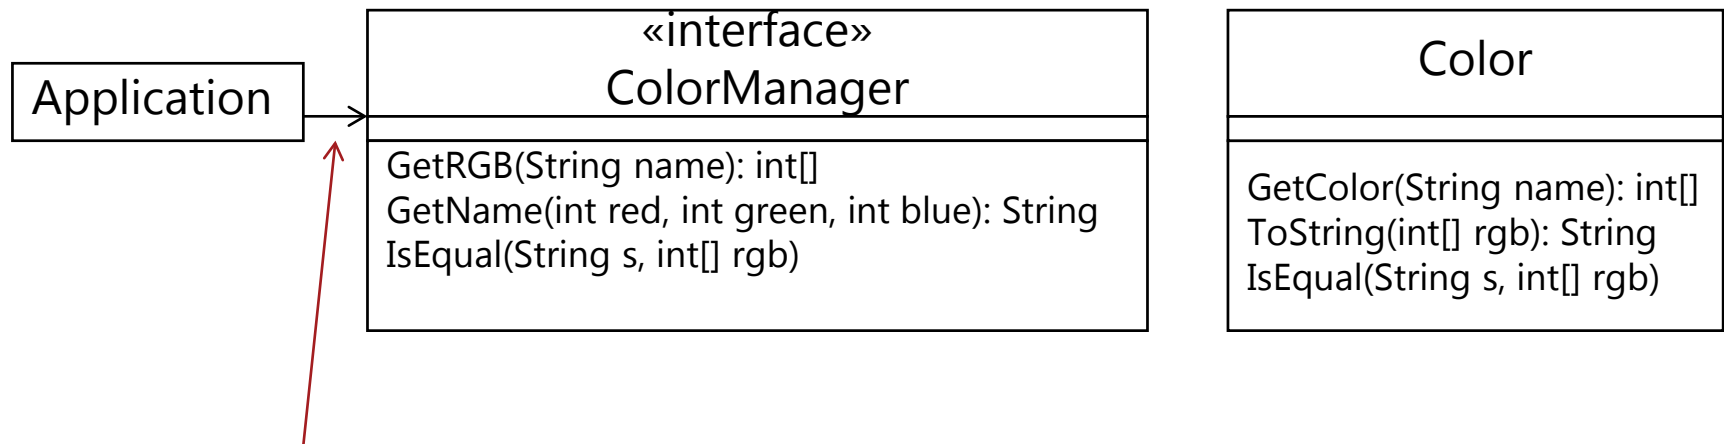 Application
«interface»
ColorManager
GetRGB(String name): int[]
GetName(int red, int green, int blue): String
IsEqual(String s, int[] rgb)
Color
GetColor(String name): int[]
ToString(int[] rgb): String
IsEqual(String s, int[] rgb)